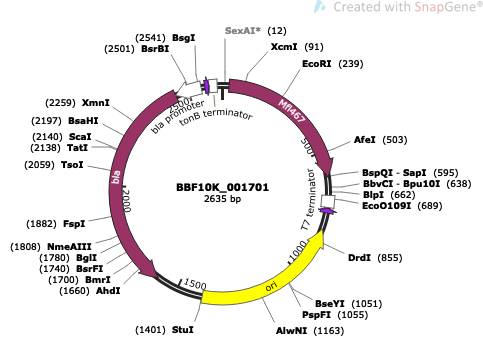 Created with SnapGene®
SexAI* (12)
XcmI (91)
EcoRI (239)
AfeI (503)
BspQI - SapI (595)
BbvCI - Bpu10I (638)
BlpI (662)
EcoO109I (689)
DrdI (855)
BseYI (1051)
PspFI (1055)
AlwNI (1163)
(1401) StuI
(1660) AhdI
(1700) BmrI
(1740) BsrFI
(1780) BglI
(1808) NmeAIII
(1882) FspI
(2059) TsoI
(2138) TatI
(2140) ScaI
(2197) BsaHI
(2259) XmnI
(2501) BsrBI
(2541) BsgI
Mfl467
T7 terminator
ori
bla
bla promoter
tonB terminator
500
1000
1500
2000
2500
BBF10K_001701
2635 bp